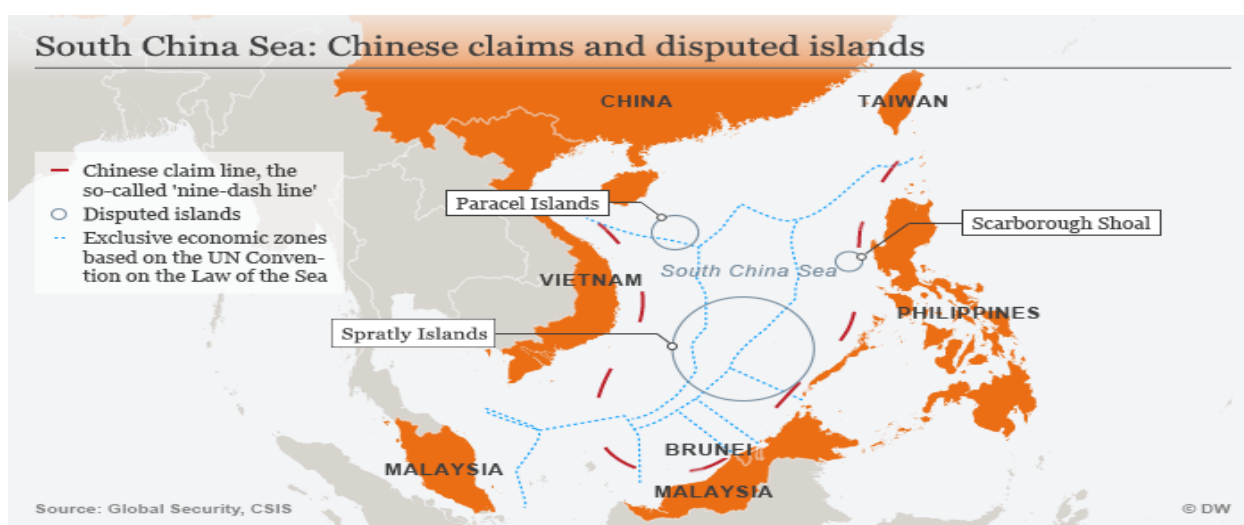 South China Sea: Chinese claims and disputed islands
CHINA
TAIWAN
Chinese claim line, the
so-called 'nine-dash line'
Disputed islands
Exclusive economic zones
based on the UN Conven-
tion on the Law of the Sea
Paracel Islands
Scarborough Shoal
South China Sea
VIETNAM
PHILIPPINES
Spratly Islands
BRUNEI
MALAYSIA
MALAYSIA
Source: Global Security, CSIS
© DW